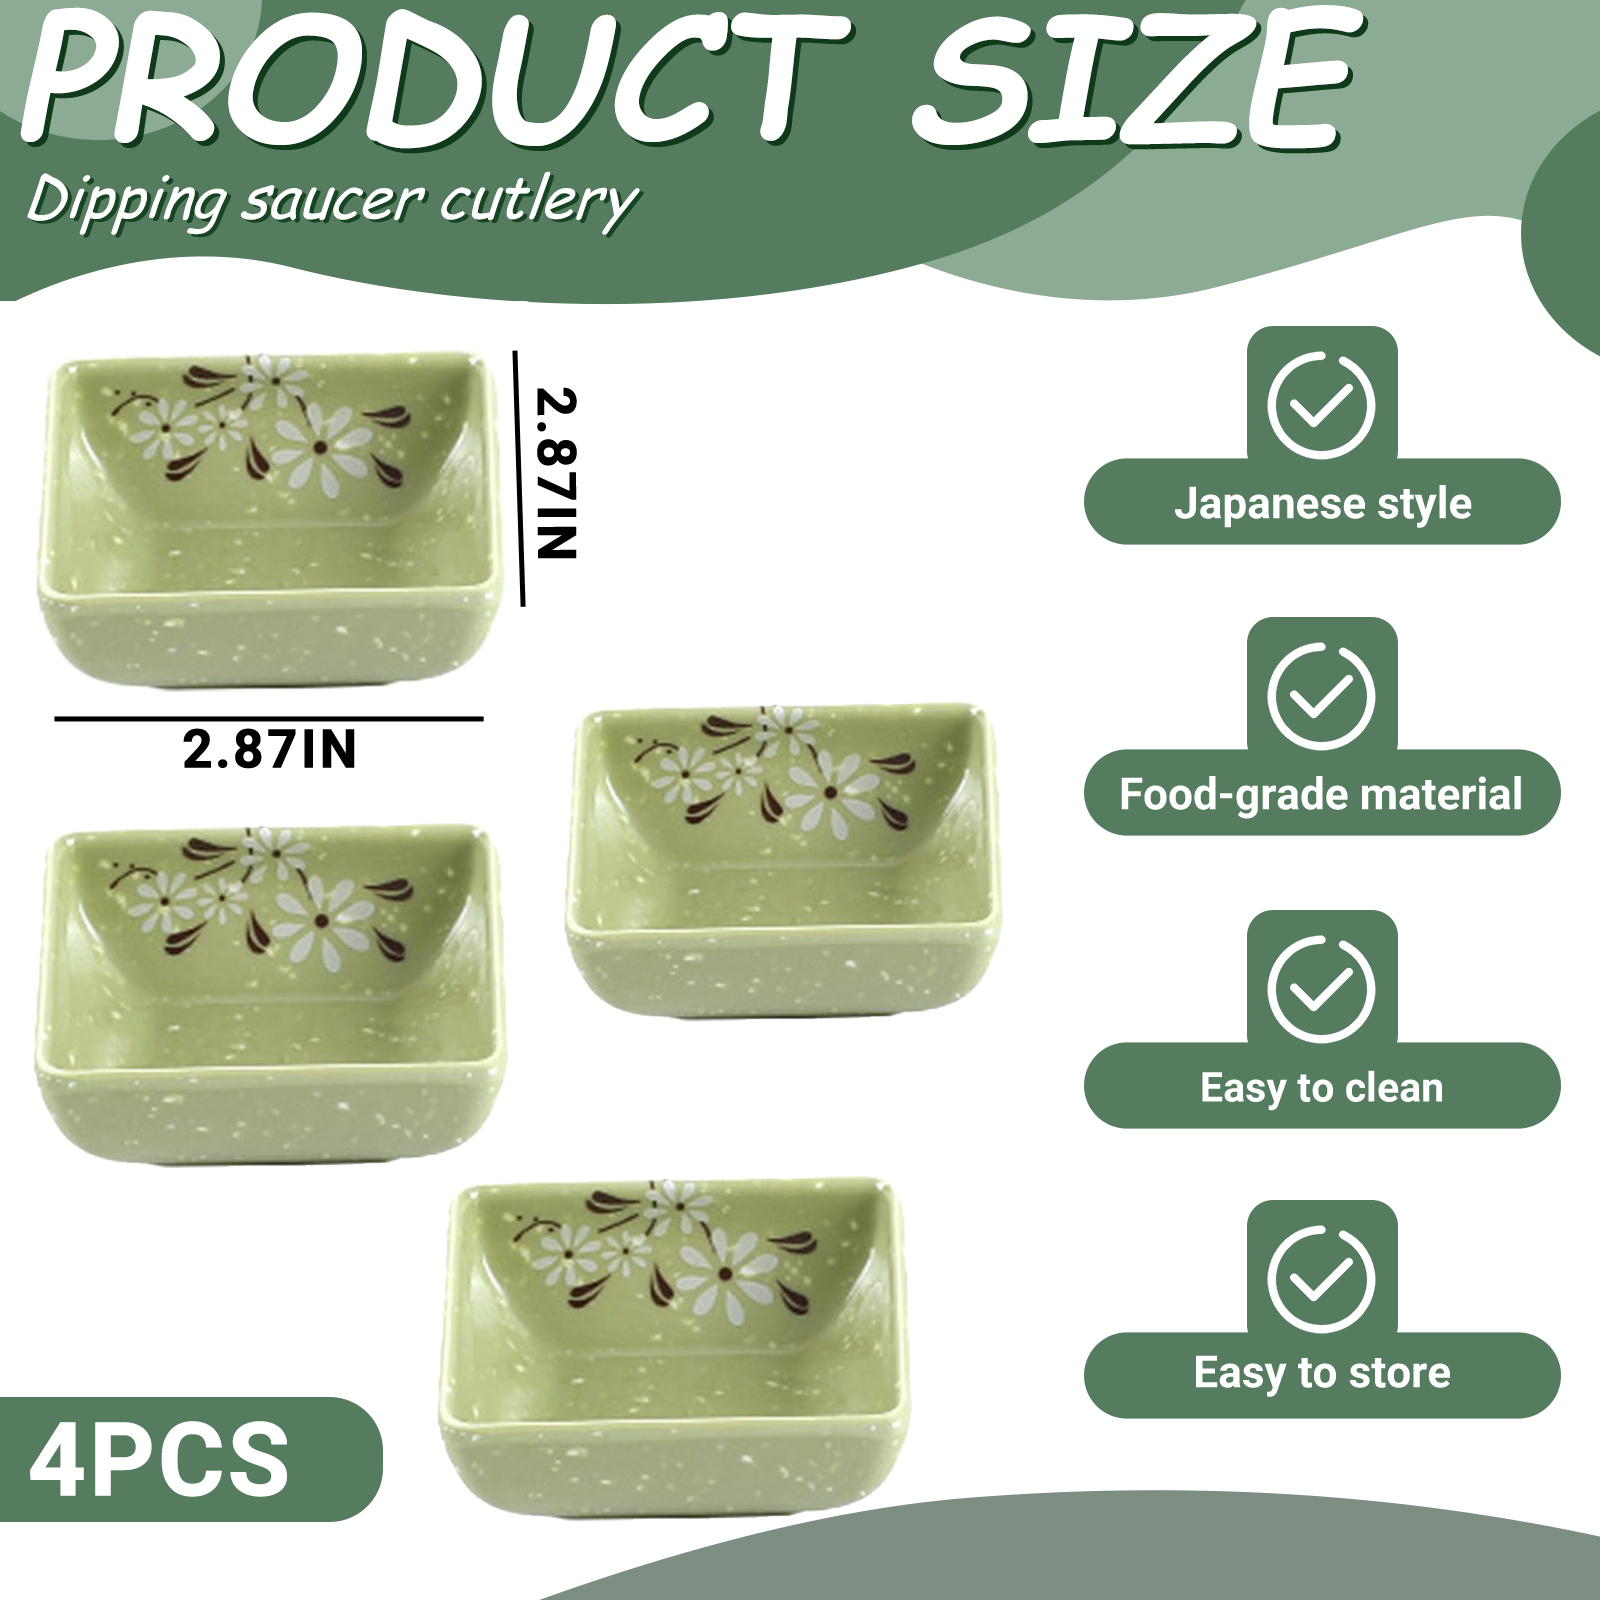 PRODUCT SIZE
Dipping saucer cutlery
2.87IN
2.87IN
Japanese style
Food-grade material
Easy to clean
Easy to store
4PCS